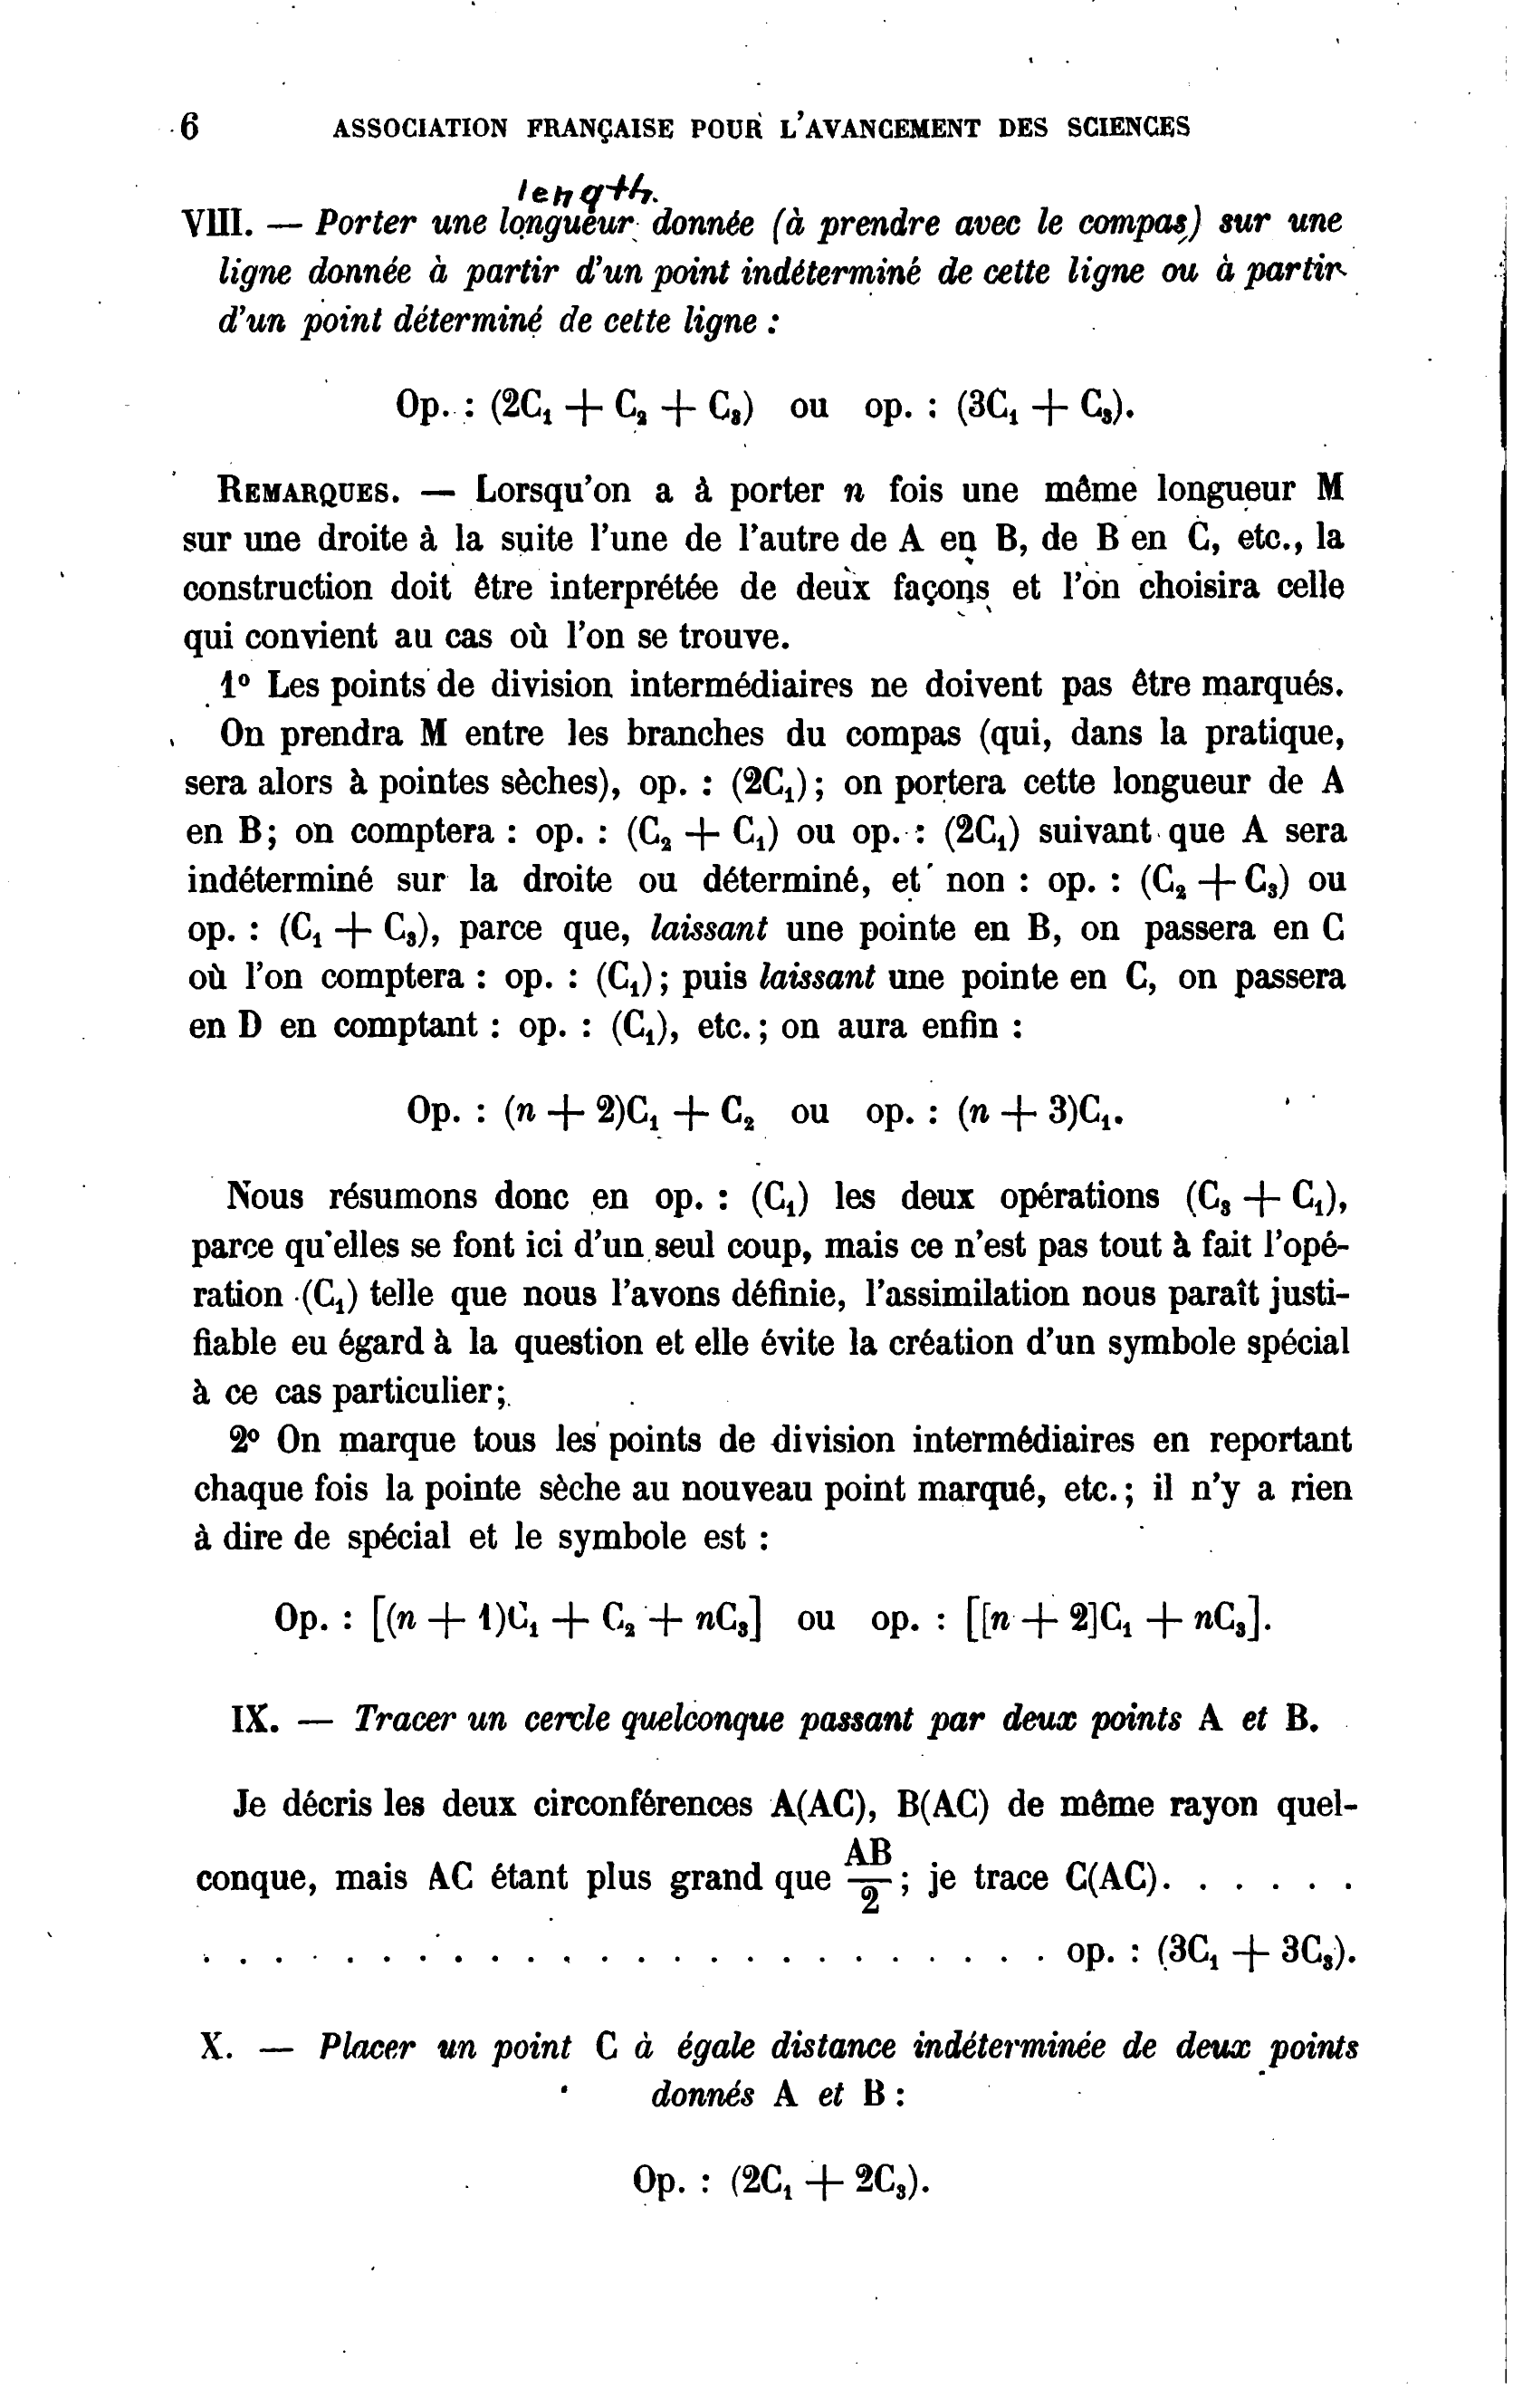 6 ASSOCIATION FRANÇAISE POUR L'AVANCEMENT DES SCIENCES
length.
VIII. — Porter une longueur donnée (à prendre avec le compas) sur une
ligne donnée à partir d'un point indéterminé de cette ligne ou à partir
d'un point déterminé de cette ligne :
Op. : (2C₁ + C₂ + C₃) ou op. : (3C₁ + C₃).
REMARQUES. — Lorsqu'on a à porter n fois une même longueur M
sur une droite à la suite l'une de l'autre de A en B, de B en C, etc., la
construction doit être interprétée de deux façons et l'on choisira celle
qui convient au cas où l'on se trouve.
1º Les points de division intermédiaires ne doivent pas être marqués.
On prendra M entre les branches du compas (qui, dans la pratique,
sera alors à pointes sèches), op. : (2C₁); on portera cette longueur de A
en B; on comptera : op. : (C₂ + C₁) ou op. : (2C₁) suivant que A sera
indéterminé sur la droite ou déterminé, et non : op. : (C₂ + C₃) ou
op. : (C₁ + C₃), parce que, laissant une pointe en B, on passera en C
où l'on comptera : op. : (C₁); puis laissant une pointe en C, on passera
en D en comptant : op. : (C₁), etc.; on aura enfin :
Op. : (n + 2)C₁ + C₂ ou op. : (n + 3)C₁.
Nous résumons donc en op. : (C₁) les deux opérations (C₃ + C₁),
parce qu'elles se font ici d'un seul coup, mais ce n'est pas tout à fait l'opé-
ration (C₁) telle que nous l'avons définie, l'assimilation nous paraît justi-
fiable eu égard à la question et elle évite la création d'un symbole spécial
à ce cas particulier;
2º On marque tous les points de division intermédiaires en reportant
chaque fois la pointe sèche au nouveau point marqué, etc.; il n'y a rien
à dire de spécial et le symbole est :
Op. : [(n + 1)C₁ + C₂ + nC₃] ou op. : [[n + 2]C₁ + nC₃].
IX. — Tracer un cercle quelconque passant par deux points A et B.
Je décris les deux circonférences A(AC), B(AC) de même rayon quel-
conque, mais AC étant plus grand que AB/2; je trace C(AC). . . . . .
. . . . . . . . . . . . . . . . . . . . . . . . op. : (3C₁ + 3C₃).
X. — Placer un point C à égale distance indéterminée de deux points
donnés A et B :
Op. : (2C₁ + 2C₃).